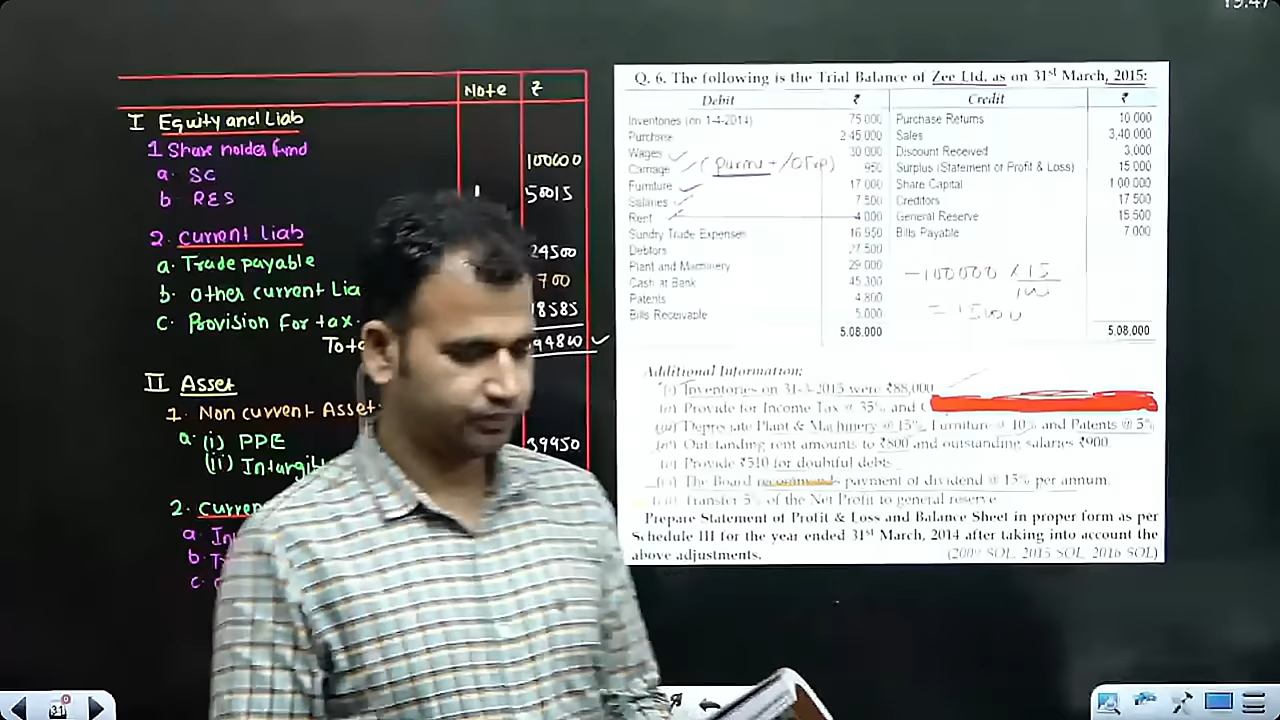 19:47
Note ₹
I Equity and Liab
1 Share holder fund
a. SC 100000
b RES 1 50015
2. current Liab
a. Trade payable 24500
b. other current Lia 700
c. Provision For tax. 18585
94800 ✓
II Asset
1. Non current Asset
a. (i) PPE 39450
(ii) Intangib
2. Curren
a In
b.
c.
Q. 6. The following is the Trial Balance of Zee Ltd. as on 31st March, 2015:
Debit ₹ Credit ₹
Inventories (on 1-4-2014) 75 000 Purchase Returns 10 000
Purchase 2 45 000 Sales 3,40 000
Wages 30 000 Discount Received 3,000
Carriage 950 Surplus (Statement of Profit & Loss) 15 000
Furniture 17 000 Share Capital 1 00 000
Salaries 7 500 Creditors 17 500
Rent 4 000 General Reserve 15,500
Sundry Trade Expenses 16 950 Bills Payable 7 000
Debtors 27,500
Plant and Machinery 29 000
Cash at Bank 45 300
Patents 4 800
Bills Receivable 5 000
5,08,000 5,08,000
100000 × 15
100
Additional Information:
(i) Inventories on 31-3-2015 were ₹88,000
Provide for Income Tax @ 35% and
(iii) Depreciate Plant & Machinery @ 15%, Furniture @ 10% and Patents @ 5%
(iv) Outstanding rent amounts to ₹800 and outstanding salaries ₹900
(v) Provide ₹510 for doubtful debts
(vi) The Board payment of dividend @ 15% per annum.
Transfer 5% of the Net Profit to general reserve
Prepare Statement of Profit & Loss and Balance Sheet in proper form as per
Schedule III for the year ended 31st March, 2014 after taking into account the
above adjustments. (2009 SOL, 2015 SOL, 2016 SOL)
31